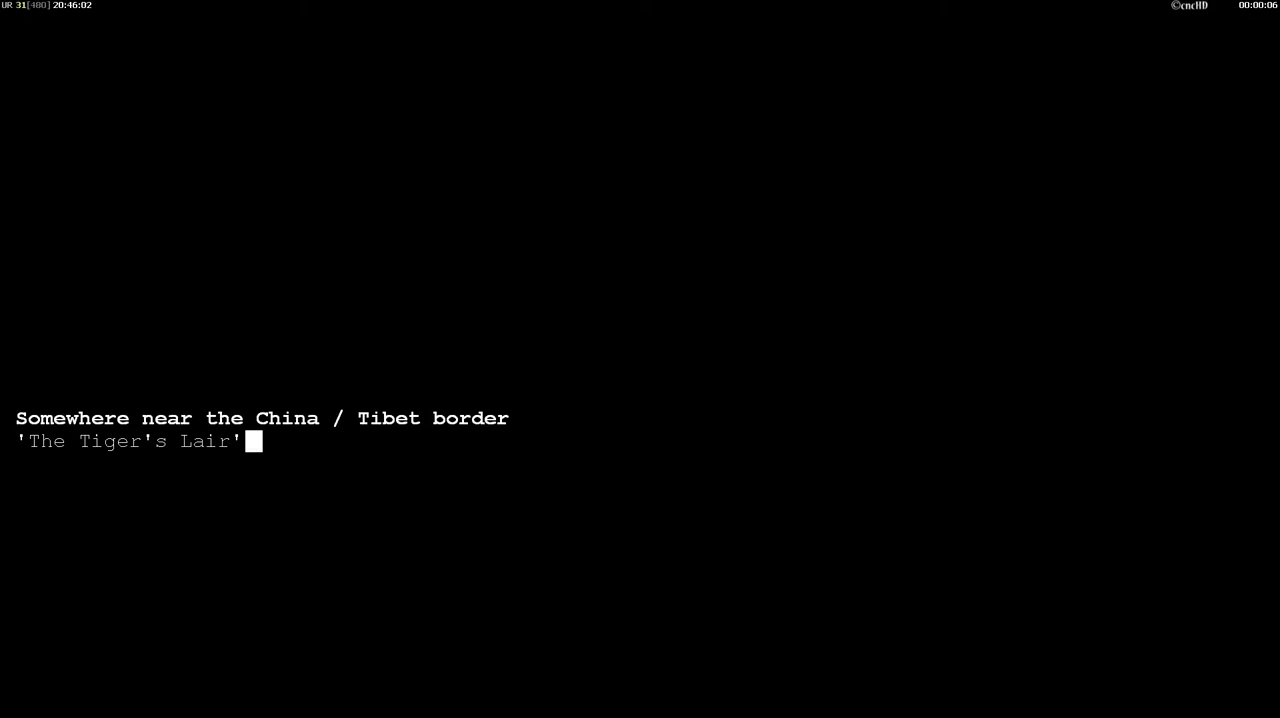 UR 31[480] 20:46:02
©cncHD
00:00:06
Somewhere near the China / Tibet border
'The Tiger's Lair'